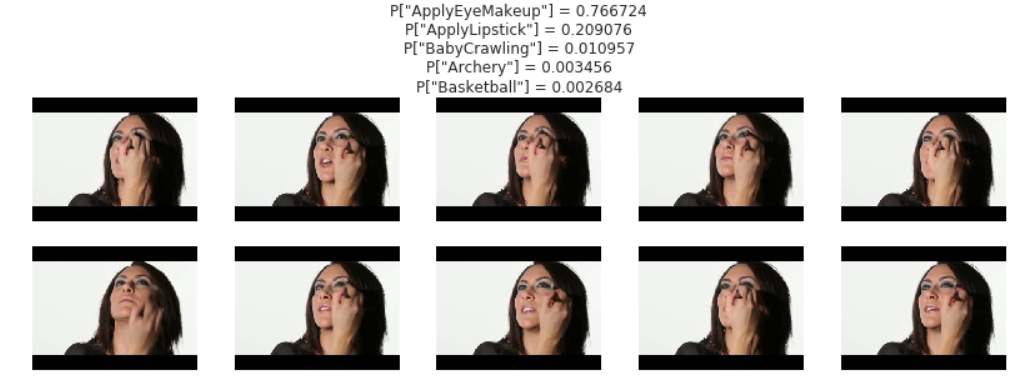 P["ApplyEyeMakeup"] = 0.766724
P["ApplyLipstick"] = 0.209076
P["BabyCrawling"] = 0.010957
P["Archery"] = 0.003456
P["Basketball"] = 0.002684